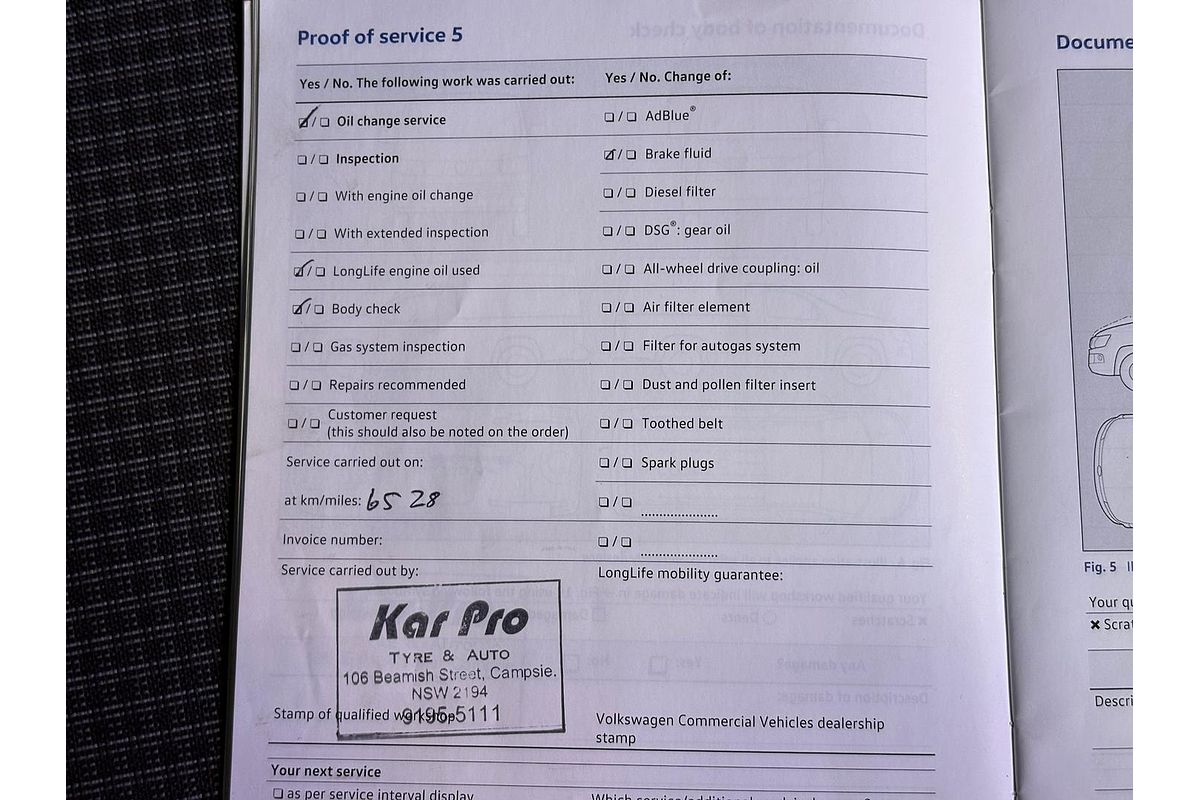 Proof of service 5
Yes / No. The following work was carried out:
☑/☐ Oil change service
☐/☐ Inspection
☐/☐ With engine oil change
☐/☐ With extended inspection
☑/☐ LongLife engine oil used
☑/☐ Body check
☐/☐ Gas system inspection
☐/☐ Repairs recommended
☐/☐ Customer request
(this should also be noted on the order)
Service carried out on:
at km/miles: 6528
Invoice number:
Service carried out by:
Kar Pro
TYRE & AUTO
106 Beamish Street, Campsie.
NSW 2194
9195-5111
Stamp of qualified workshop
Your next service
☐ as per service interval display
Yes / No. Change of:
☐/☐ AdBlue®
☑/☐ Brake fluid
☐/☐ Diesel filter
☐/☐ DSG®: gear oil
☐/☐ All-wheel drive coupling: oil
☐/☐ Air filter element
☐/☐ Filter for autogas system
☐/☐ Dust and pollen filter insert
☐/☐ Toothed belt
☐/☐ Spark plugs
☐/☐ ...................
☐/☐ ...................
LongLife mobility guarantee:
Volkswagen Commercial Vehicles dealership
stamp
Docume
Fig. 5
Your qu
✖ Scrat
Descri